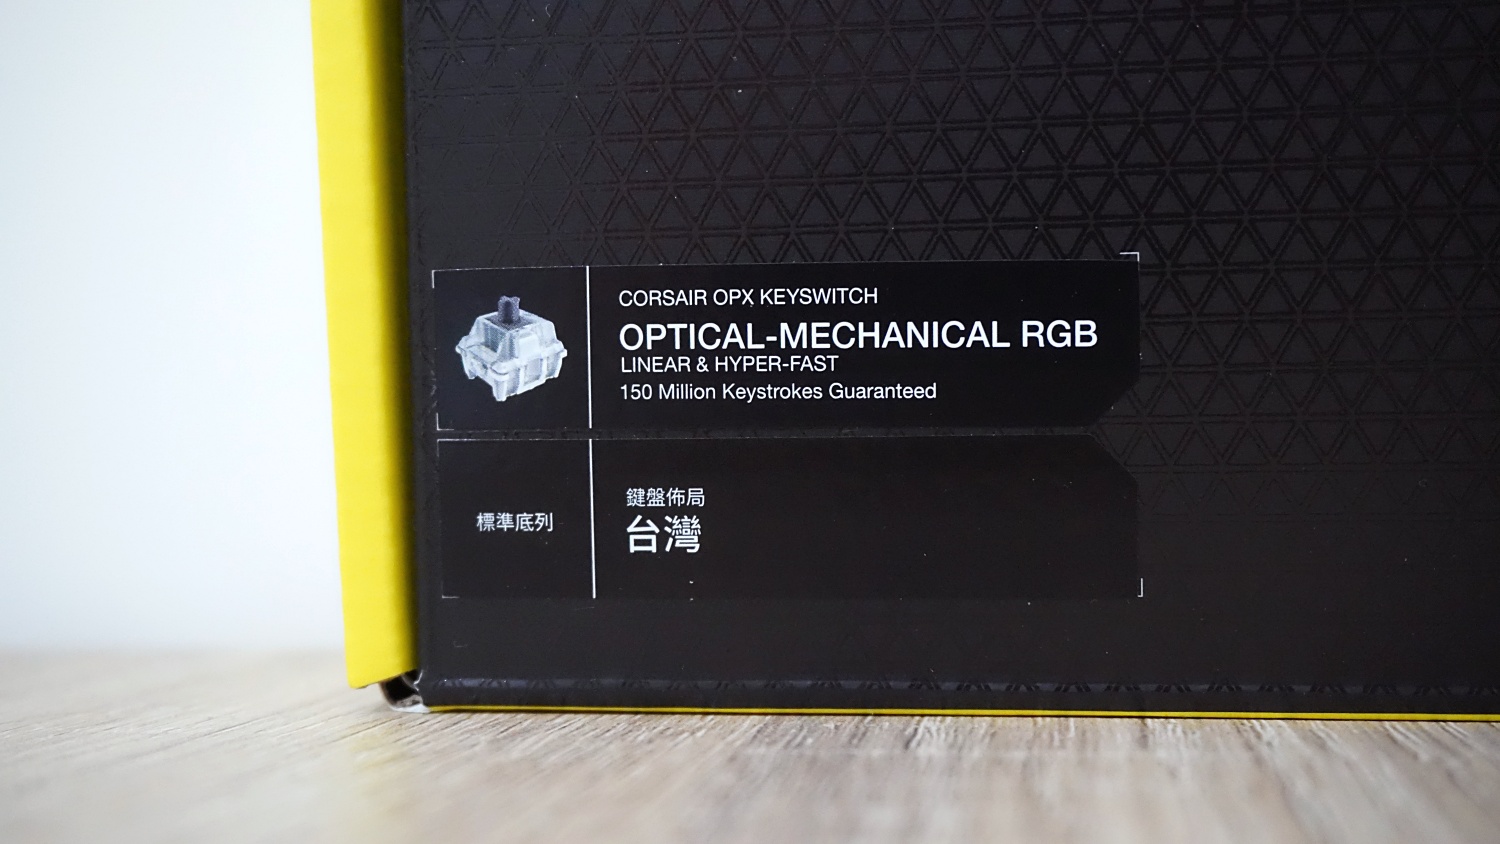 CORSAIR OPX KEYSWITCH
OPTICAL-MECHANICAL RGB
LINEAR & HYPER-FAST
150 Million Keystrokes Guaranteed
標準底列
鍵盤佈局
台灣